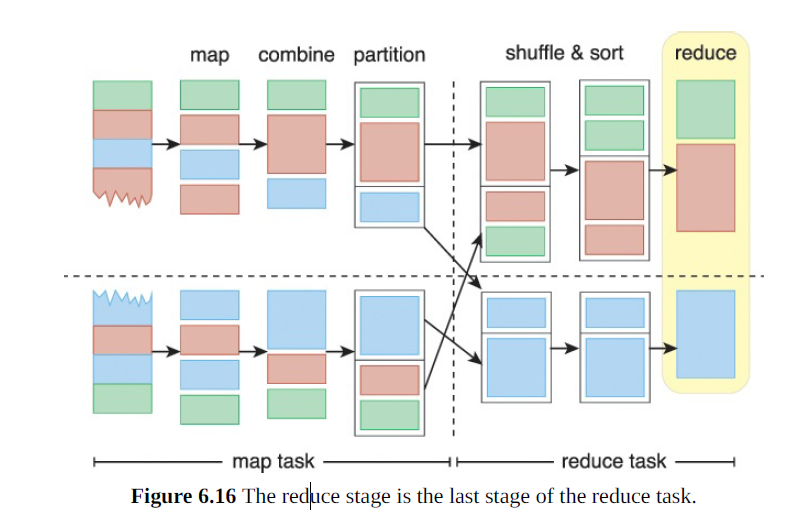 map combine partition shuffle & sort reduce
map task reduce task
Figure 6.16 The reduce stage is the last stage of the reduce task.